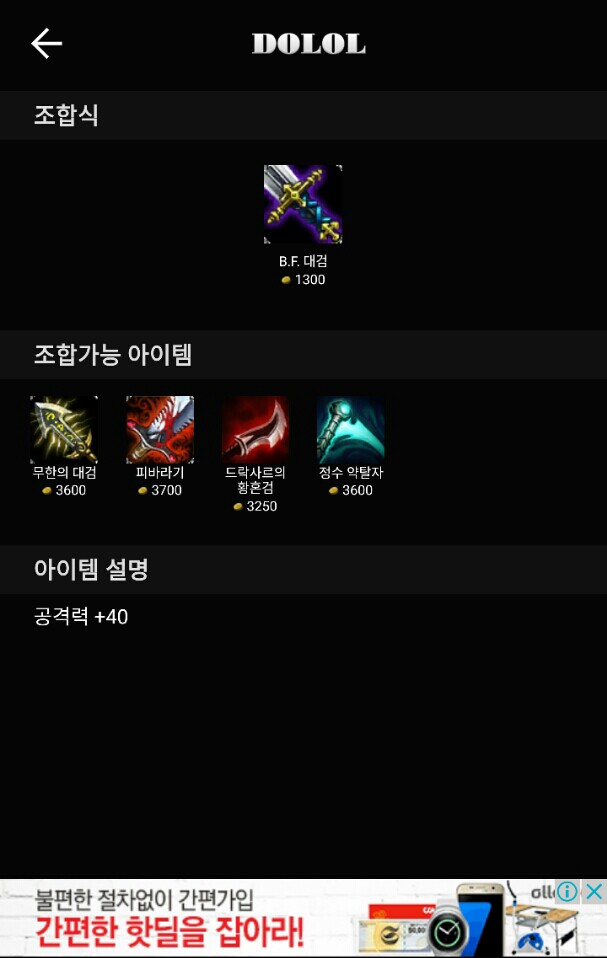 DOLOL
조합식
B.F. 대검
1300
조합가능 아이템
무한의 대검
3600
피바라기
3700
드락사르의
황혼검
3250
정수 약탈자
3600
아이템 설명
공격력 +40
불편한 절차없이 간편가입
간편한 핫딜을 잡아라!